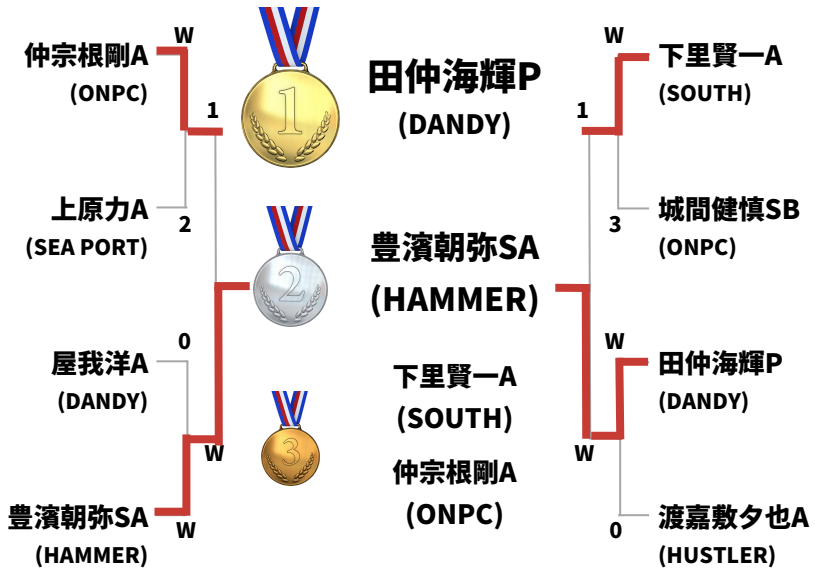 仲宗根剛A
(ONPC)
W
1
上原力A
(SEA PORT)
2
屋我洋A
(DANDY)
0
豊濱朝弥SA
(HAMMER)
W
W
1
田仲海輝P
(DANDY)
2
豊濱朝弥SA
(HAMMER)
3
下里賢一A
(SOUTH)
仲宗根剛A
(ONPC)
W
下里賢一A
(SOUTH)
1
3
城間健慎SB
(ONPC)
W
田仲海輝P
(DANDY)
W
0
渡嘉敷夕也A
(HUSTLER)